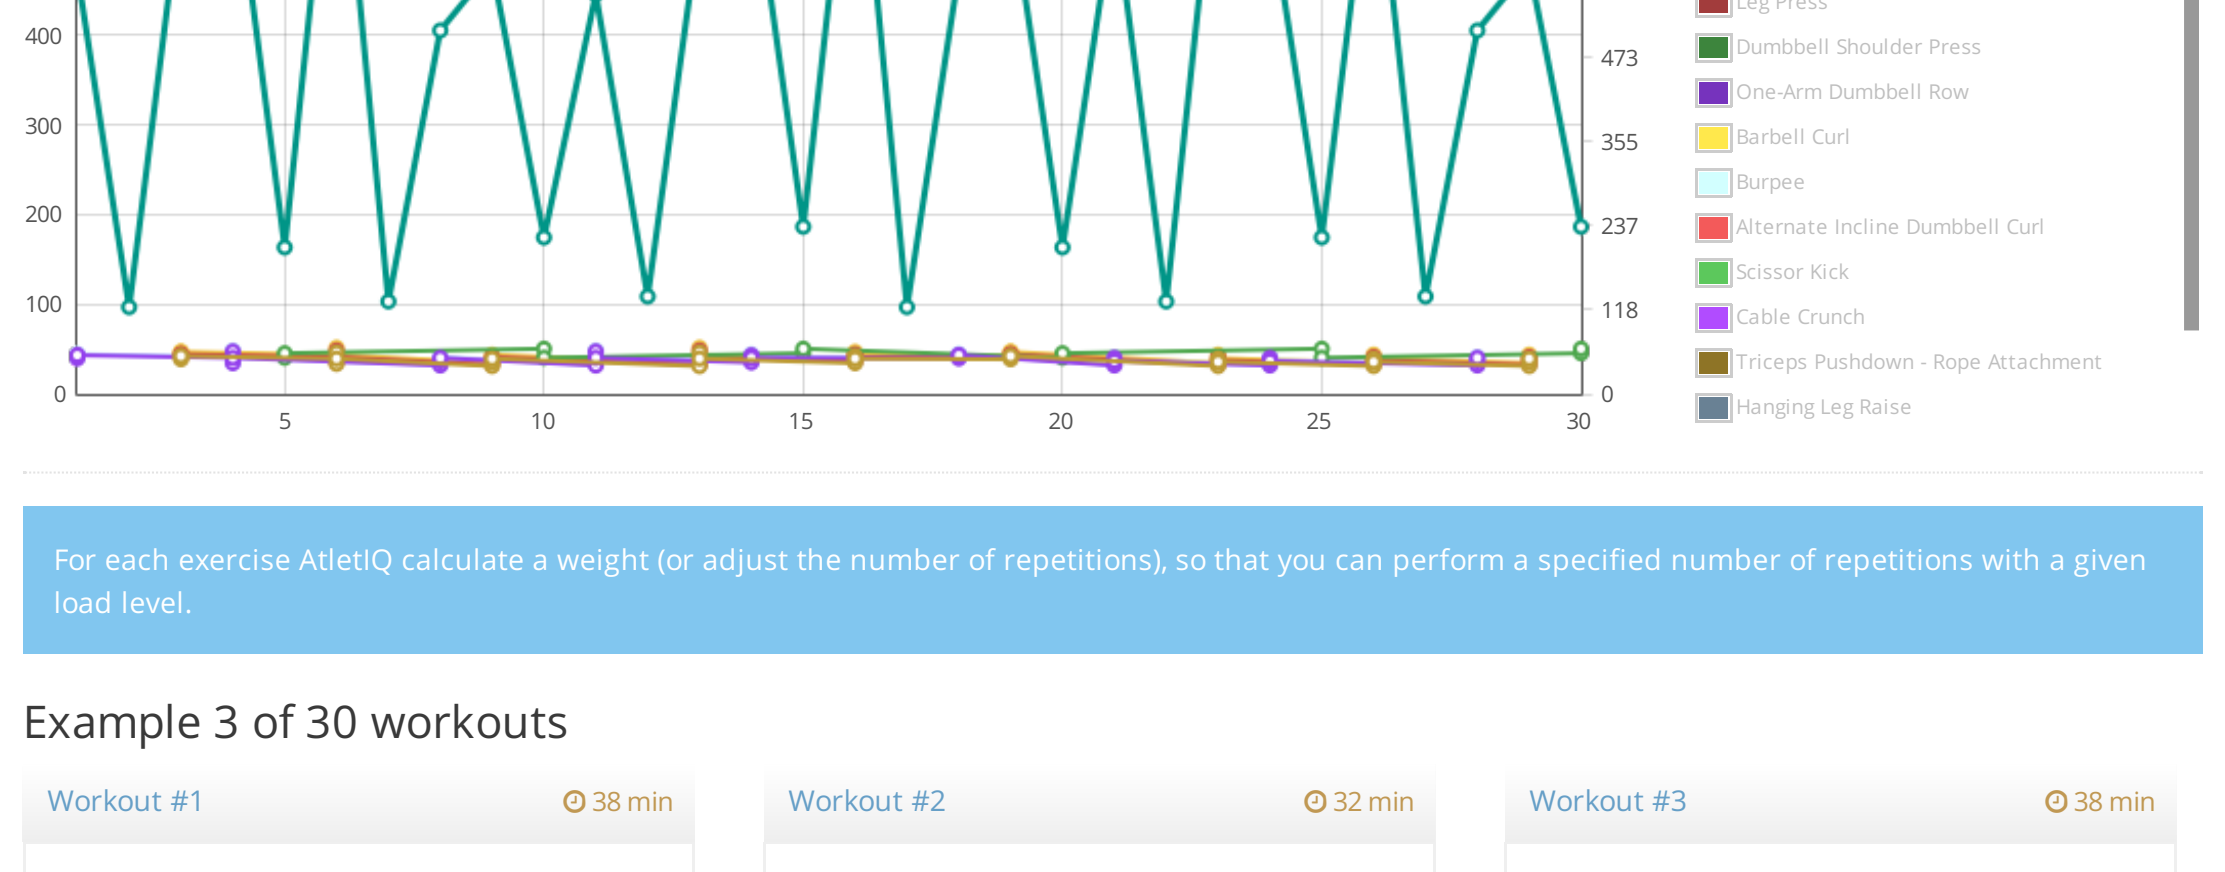 Leg Press
400
473
Dumbbell Shoulder Press
One-Arm Dumbbell Row
300
355
Barbell Curl
Burpee
200
237
Alternate Incline Dumbbell Curl
Scissor Kick
100
118
Cable Crunch
Triceps Pushdown - Rope Attachment
0
0
Hanging Leg Raise
5 10 15 20 25 30
For each exercise AtletIQ calculate a weight (or adjust the number of repetitions), so that you can perform a specified number of repetitions with a given
load level.
Example 3 of 30 workouts
Workout #1 38 min
Workout #2 32 min
Workout #3 38 min